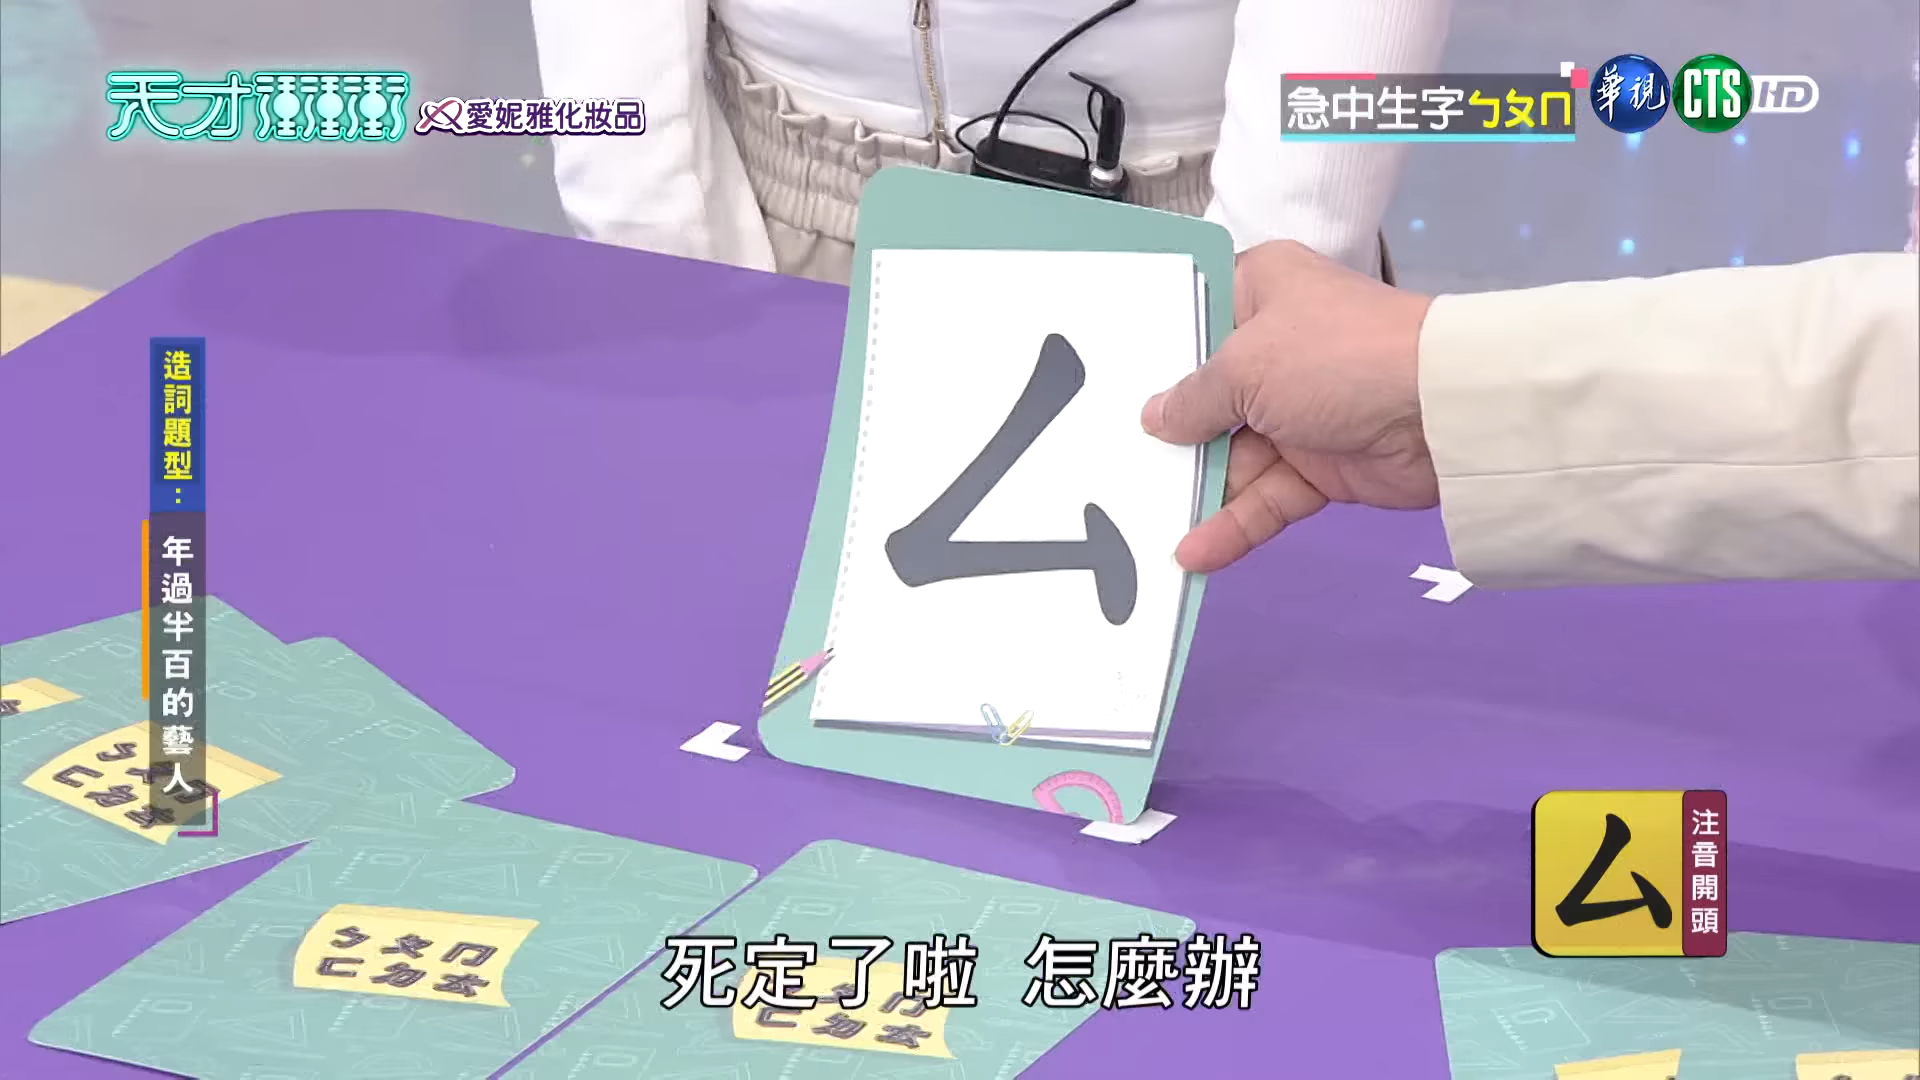 天才衝衝衝
愛妮雅化妝品
急中生字ㄅㄆㄇ
華視
CTS
HD
造詞題型：
年過半百的藝人
ㄙ
ㄙ
注音開頭
ㄅㄆㄇ
ㄈㄉㄊ
ㄅㄆㄇ
ㄈㄉㄊ
ㄈㄉㄊ
死定了啦 怎麼辦